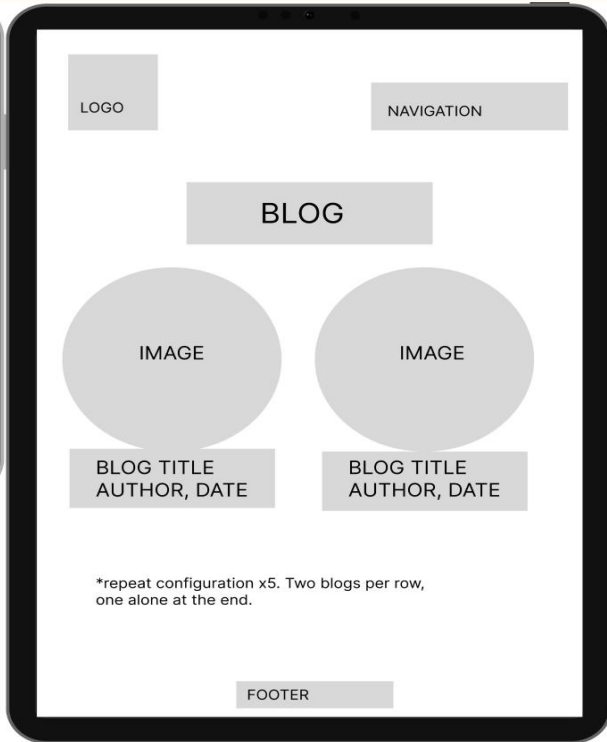 LOGO
NAVIGATION
BLOG
IMAGE
IMAGE
BLOG TITLE
AUTHOR, DATE
BLOG TITLE
AUTHOR, DATE
*repeat configuration x5. Two blogs per row,
one alone at the end.
FOOTER